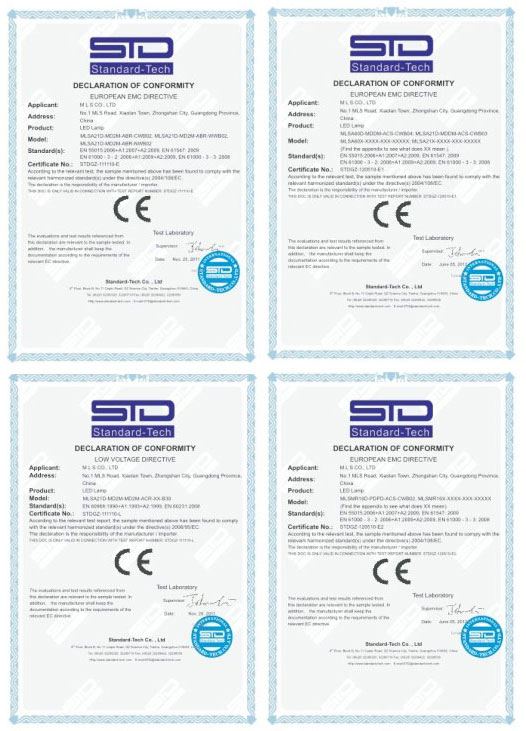 STD
Standard-Tech
DECLARATION OF CONFORMITY
EUROPEAN EMC DIRECTIVE
Applicant: M L S CO., LTD
Address: No.1 MLS Road, Xiaolan Town, Zhongshan City, Guangdong Province,
China
Product: LED Lamp
Model: MLSA21D-MD2M-ABR-CWB02, MLSA21D-MD2M-ABR-WWB02,
MLSA21D-MD2M-ABR-NWB02
Standard(s): EN 55015:2006+A1:2007+A2:2009, EN 61547: 2009
EN 61000 - 3 - 2: 2006+A1:2009+A2:2009, EN 61000 - 3 - 3: 2008
Certificate No.: STDGZ-111110-E
According to the relevant test, the sample mentioned above has been found to comply with the
relevant harmonized standard(s) under the directive(s) 2004/108/EC.
The declaration is the responsibility of the manufacturer / importer.
THIS DOC IS ONLY VALID IN CONNECTION WITH TEST REPORT NUMBER: STDGZ-111110-E.
CE
Test Laboratory
The evaluations and test results referenced from
this declaration are relevant to the sample tested. In
addition, the manufacturer shall keep the
documentation according to the requirements of the
relevant EC directive.
Supervisor:
Date: Nov. 25, 2011
STD
Standard-Tech Co. , Ltd
STD
Standard-Tech
DECLARATION OF CONFORMITY
EUROPEAN EMC DIRECTIVE
Applicant: M L S CO., LTD
Address: No.1 MLS Road, Xiaolan Town, Zhongshan City, Guangdong Province,
China
Product: LED Lamp
Model: MLSA60D-MDDM-ACS-CWB04; MLSA21D-MDDM-ACS-CWB03
MLSA60X-XXXX-XXX-XXXXX; MLSA21X-XXXX-XXX-XXXXX
(Find the appendix to see what does XX mean )
Standard(s): EN 55015:2006+A1:2007+A2:2009, EN 61547: 2009
EN 61000 - 3 - 2: 2006+A1:2009+A2:2009, EN 61000 - 3 - 3: 2008
Certificate No.: STDGZ-120510-E1
According to the relevant test, the sample mentioned above has been found to comply with the
relevant harmonized standard(s) under the directive(s) 2004/108/EC.
The declaration is the responsibility of the manufacturer / importer.
THIS DOC IS ONLY VALID IN CONNECTION WITH TEST REPORT NUMBER: STDGZ-120510-E1.
CE
Test Laboratory
The evaluations and test results referenced from
this declaration are relevant to the sample tested. In
addition, the manufacturer shall keep the
documentation according to the requirements of the
relevant EC directive.
Supervisor:
Date: June 05,
STD
Standard-Tech Co. , Ltd
STD
Standard-Tech
DECLARATION OF CONFORMITY
LOW VOLTAGE DIRECTIVE
Applicant: M L S CO., LTD
Address: No.1 MLS Road, Xiaolan Town, Zhongshan City, Guangdong Province,
China
Product: LED Lamp
Model: MLSA21D-MD2M-MD2M-ACR-XX-B30
Standard(s): EN 60968:1990+A1:1993+A2:1999, EN 60231:2008
Certificate No.: STDGZ-111110-L
According to the relevant test report, the sample mentioned above has been found to comply
with the relevant harmonized standard(s) under the directive(s) 2006/95/EC.
The declaration is the responsibility of the manufacturer / importer.
THIS DOC IS ONLY VALID IN CONNECTION WITH TEST REPORT NUMBER: STDGZ-111110-L.
CE
Test Laboratory
The evaluations and test results referenced from
this declaration are relevant to the sample tested. In
addition, the manufacturer shall keep the
documentation according to the requirements of the
relevant EC directive.
Supervisor:
Date: Nov. 25, 2011
STD
Standard-Tech Co. , Ltd
STD
Standard-Tech
DECLARATION OF CONFORMITY
EUROPEAN EMC DIRECTIVE
Applicant: M L S CO., LTD
Address: No.1 MLS Road, Xiaolan Town, Zhongshan City, Guangdong Province,
China
Product: LED Lamp
Model: MLSMR16D-PDPD-ACS-CWB02, MLSMR16X-XXXX-XXX-XXXXX
(Find the appendix to see what does XX mean)
Standard(s): EN 55015:2006+A1:2007+A2:2009, EN 61547: 2009
EN 61000 - 3 - 2: 2006+A1:2009+A2:2009, EN 61000 - 3 - 3: 2008
Certificate No.: STDGZ-120510-E2
According to the relevant test, the sample mentioned above has been found to comply with the
relevant harmonized standard(s) under the directive(s) 2004/108/EC.
The declaration is the responsibility of the manufacturer / importer.
THIS DOC IS ONLY VALID IN CONNECTION WITH TEST REPORT NUMBER: STDGZ-120510-E2.
CE
Test Laboratory
The evaluations and test results referenced from
this declaration are relevant to the sample tested. In
addition, the manufacturer shall keep the
documentation according to the requirements of the
relevant EC directive.
Supervisor:
Date: June 05,
STD
Standard-Tech Co. , Ltd